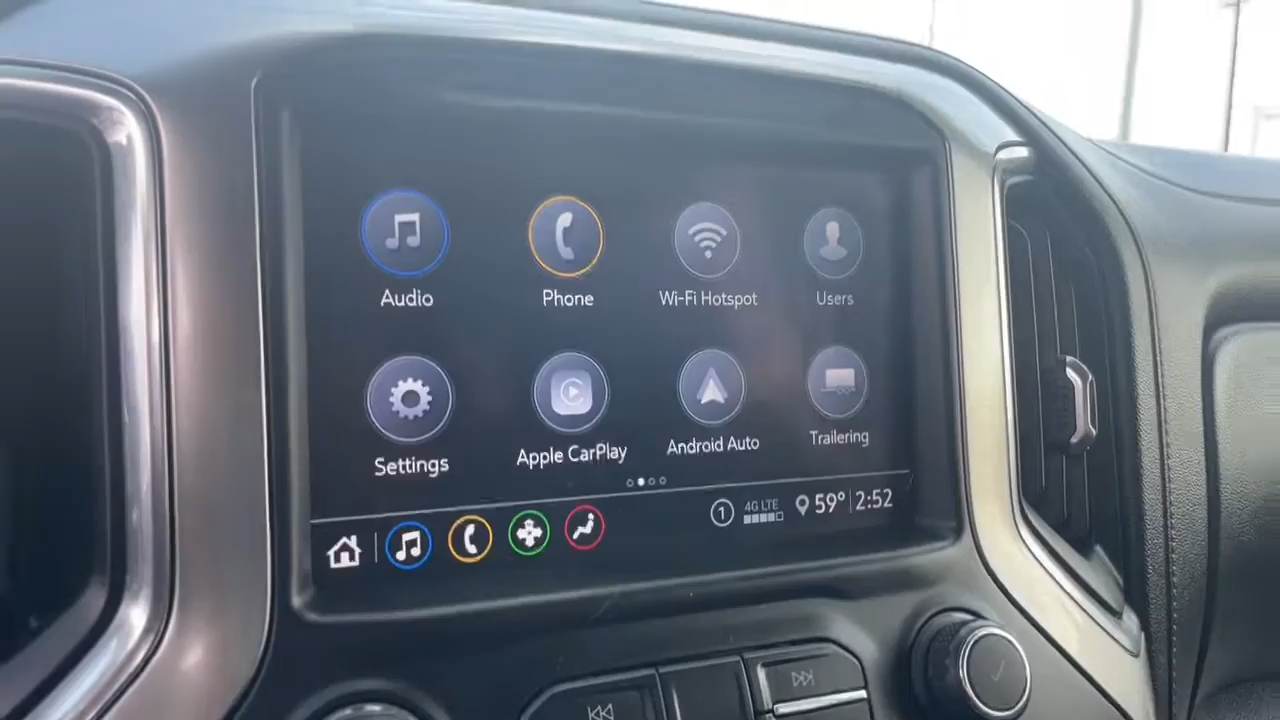 Audio Phone Wi-Fi Hotspot Users
Settings Apple CarPlay Android Auto Trailering
1 4G LTE 59° 2:52